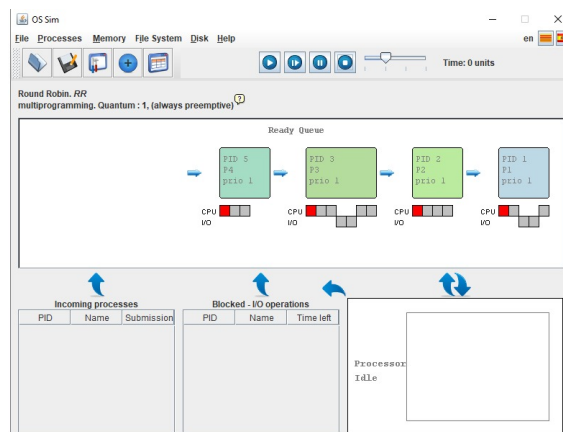 OS Sim
File Processes Memory File System Disk Help
en
Time: 0 units
Round Robin. RR
multiprogramming. Quantum : 1, (always preemptive)
?
Ready Queue
PID 5
P4
prio 1
CPU
I/O
PID 3
P3
prio 1
CPU
I/O
PID 2
P2
prio 1
CPU
I/O
PID 1
P1
prio 1
CPU
I/O
Incoming processes
PID Name Submission
Blocked - I/O operations
PID Name Time left
Processor
Idle